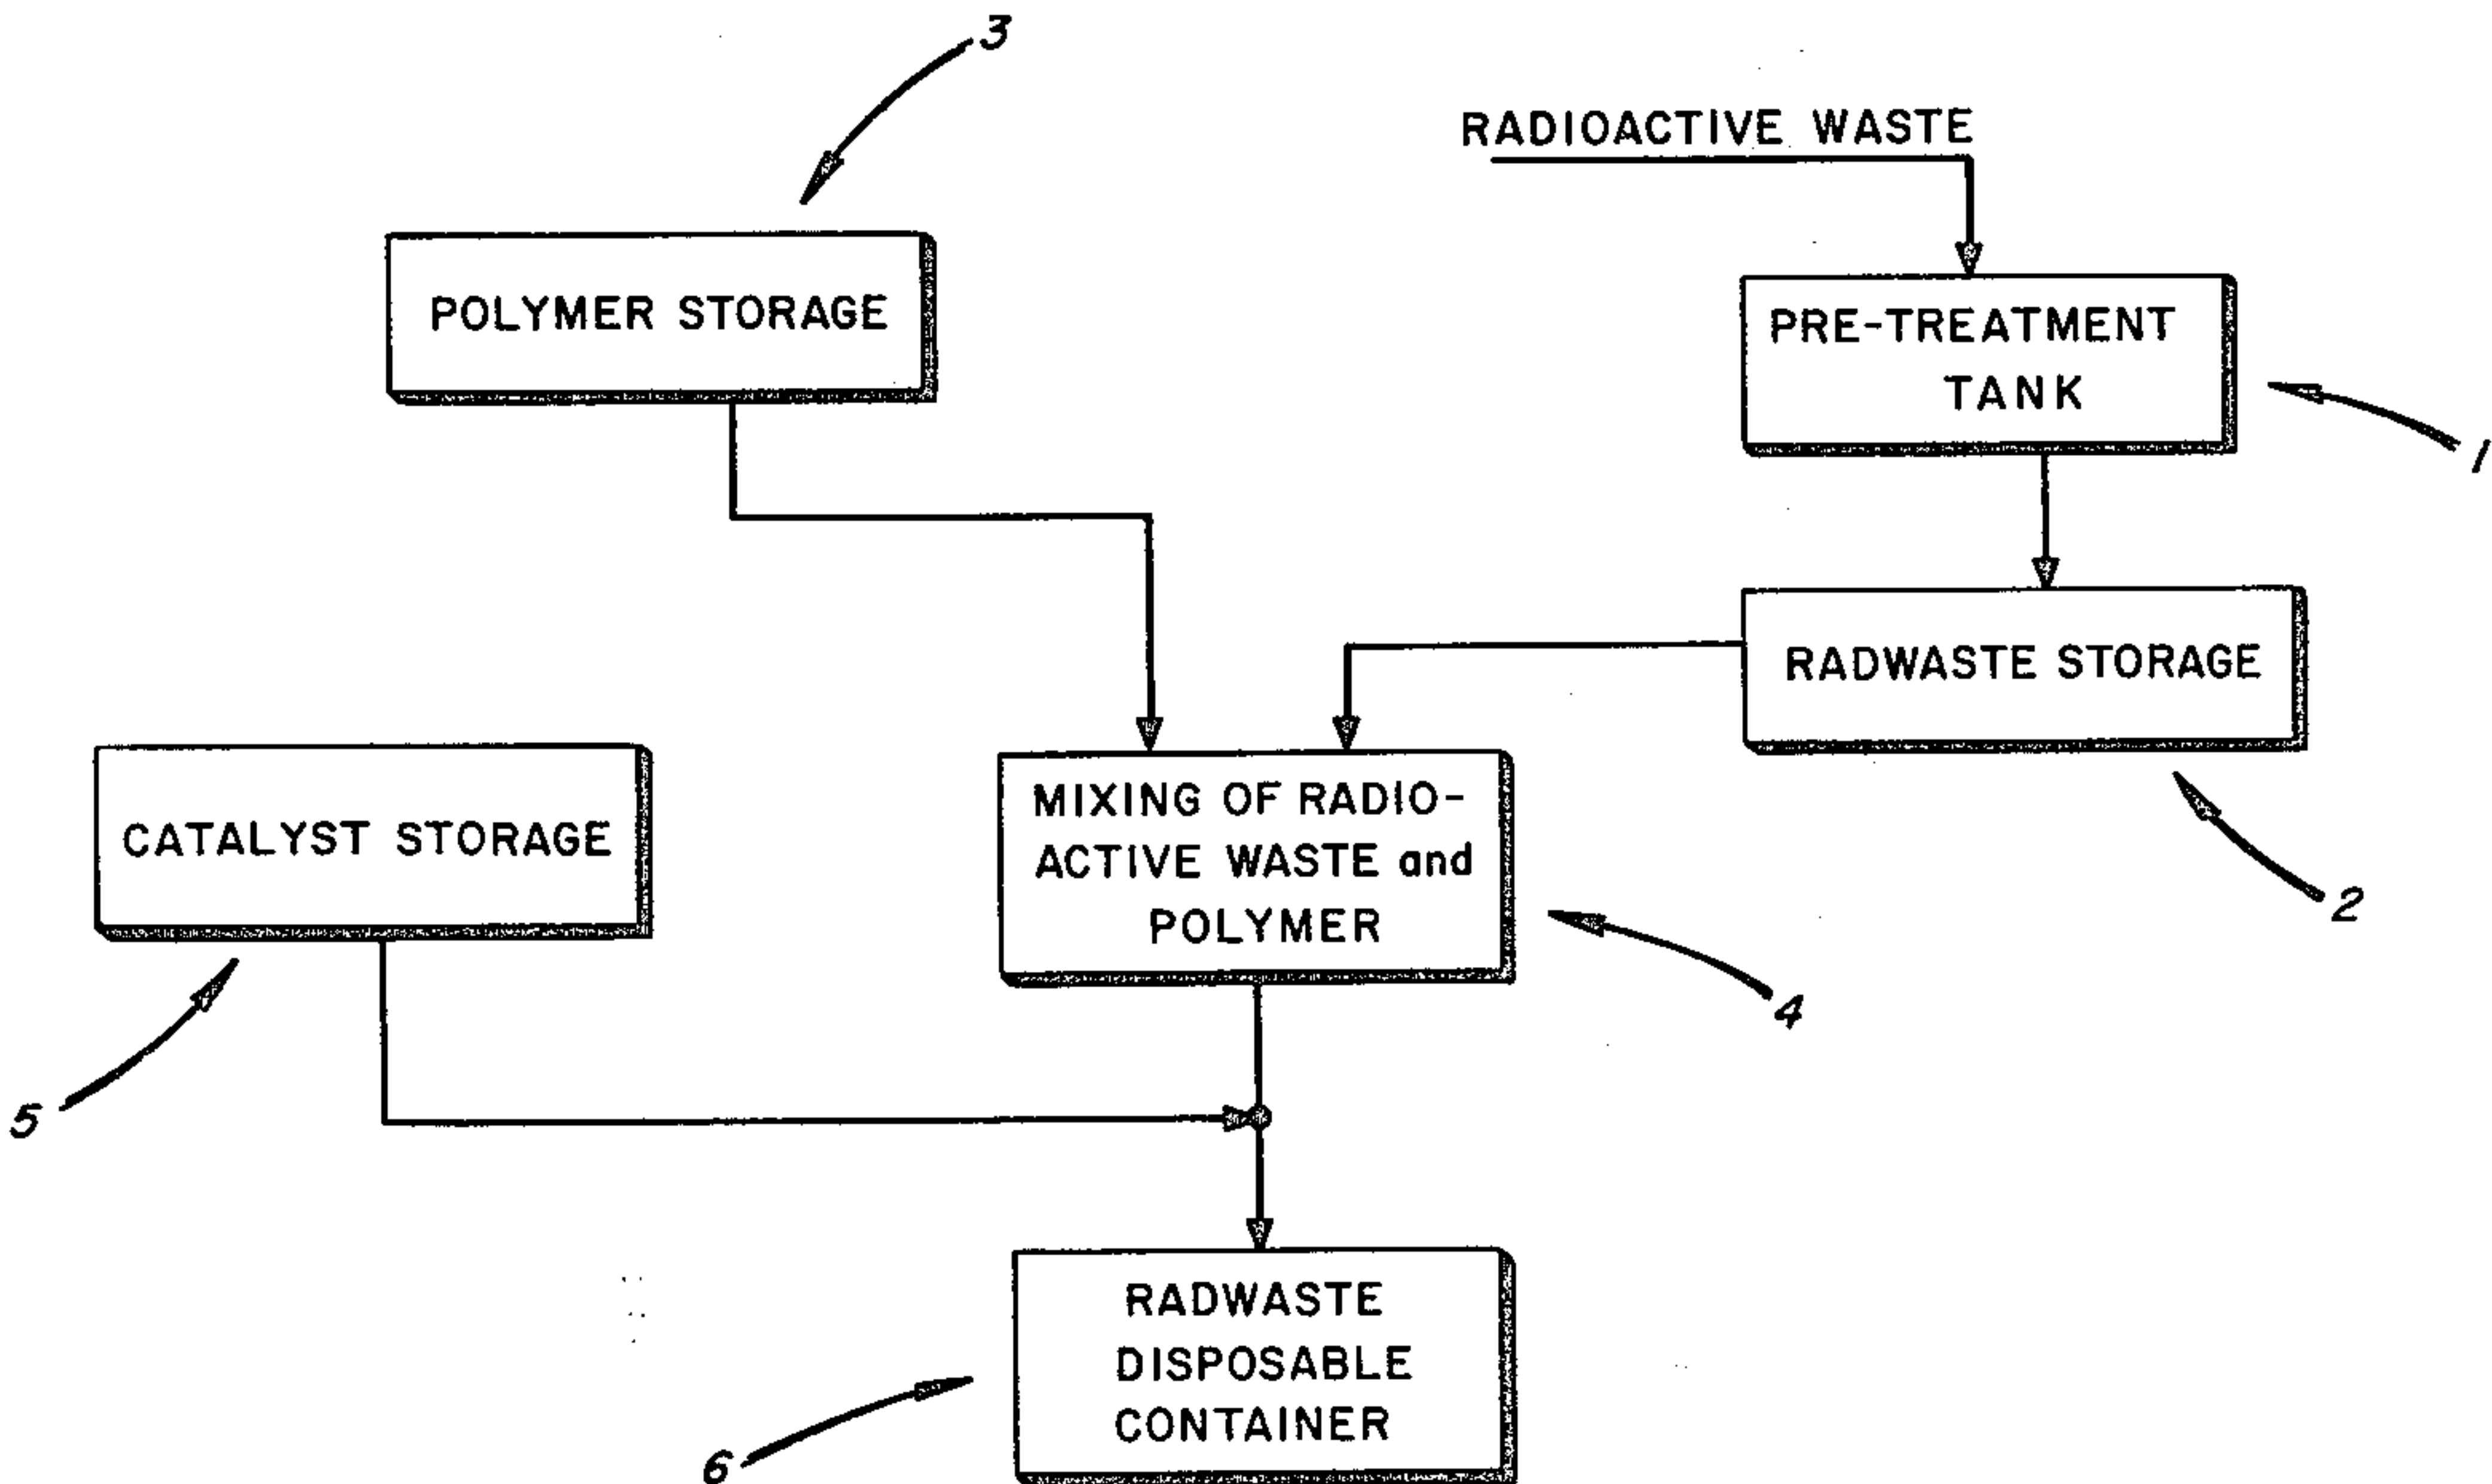 3
RADIOACTIVE WASTE
POLYMER STORAGE
PRE-TREATMENT
TANK
1
RADWASTE STORAGE
2
CATALYST STORAGE
MIXING OF RADIO-
ACTIVE WASTE and
POLYMER
4
5
RADWASTE
DISPOSABLE
CONTAINER
6